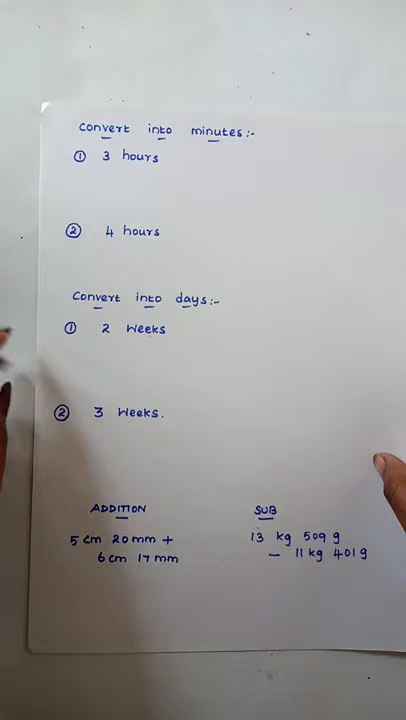 Convert into minutes:-
① 3 hours
② 4 hours
Convert into days:-
① 2 Weeks
② 3 Weeks.
ADDITION
5 cm 20 mm +
6 cm 17 mm
SUB
13 kg 509 g
- 11 kg 401 g